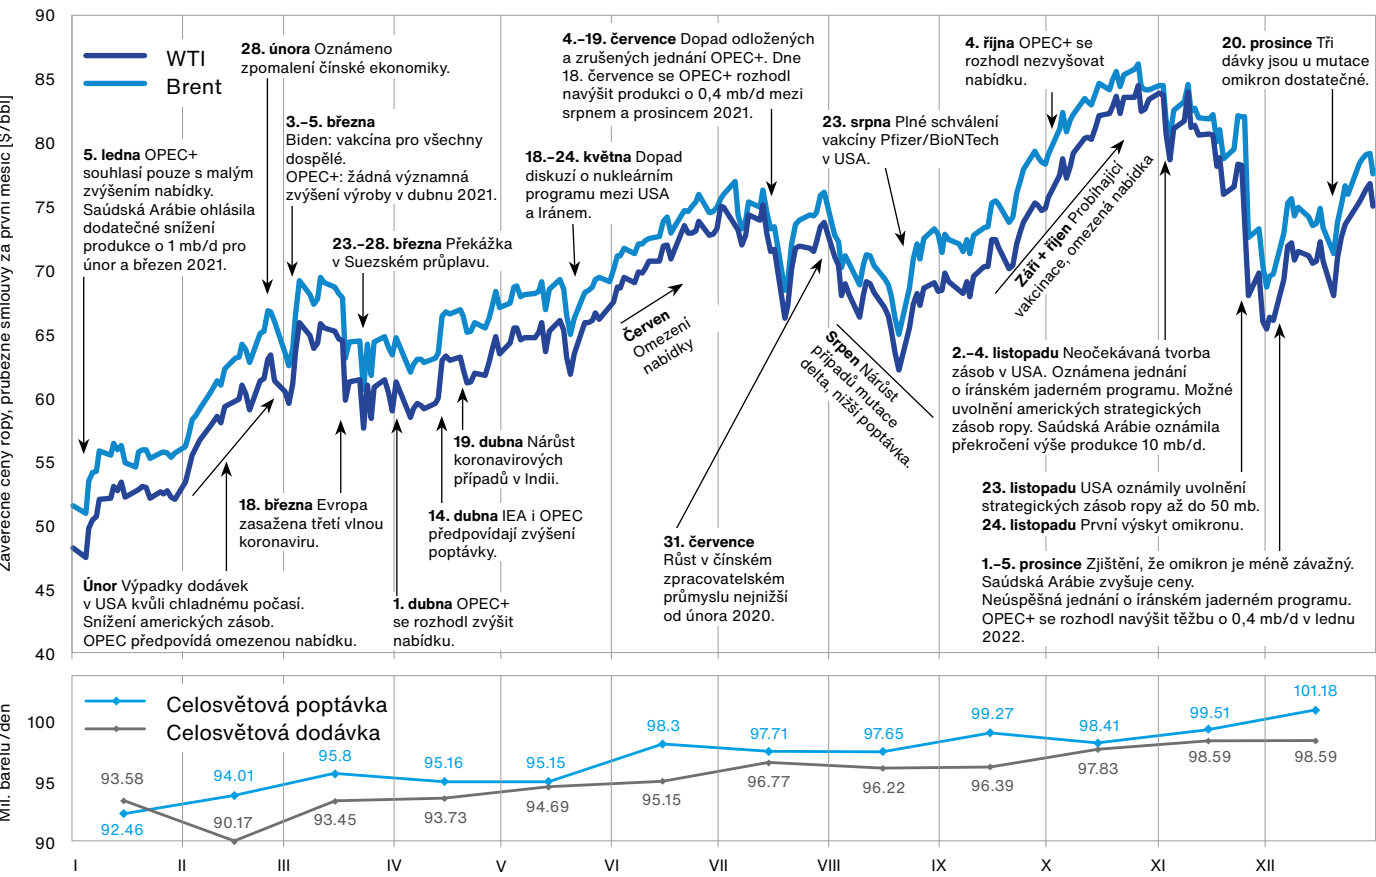 Závěrečné ceny ropy, průběžné smlouvy za první měsíc [$/bbl]
90
85
80
75
70
65
60
55
50
45
40
WTI
Brent
5. ledna OPEC+
souhlasí pouze s malým
zvýšením nabídky.
Saúdská Arábie ohlásila
dodatečné snížení
produkce o 1 mb/d pro
únor a březen 2021.
28. února Oznámeno
zpomalení čínské ekonomiky.
3.–5. března
Biden: vakcína pro všechny
dospělé.
OPEC+: žádná významná
zvýšení výroby v dubnu 2021.
23.–28. března Překážka
v Suezském průplavu.
4.–19. července Dopad odložených
a zrušených jednání OPEC+. Dne
18. července se OPEC+ rozhodl
navýšit produkci o 0,4 mb/d mezi
srpnem a prosincem 2021.
18.–24. května Dopad
diskuzí o nukleárním
programu mezi USA
a Iránem.
23. srpna Plné schválení
vakcíny Pfizer/BioNTech
v USA.
4. října OPEC+ se
rozhodl nezvyšovat
nabídku.
20. prosince Tři
dávky jsou u mutace
omikron dostatečné.
Září + říjen Probíhající
vakcinace, omezená nabídka
Červen
Omezení
nabídky
Srpen Nárůst
případů mutace
delta, nižší poptávka.
2.–4. listopadu Neočekávaná tvorba
zásob v USA. Oznámena jednání
o íránském jaderném programu. Možné
uvolnění amerických strategických
zásob ropy. Saúdská Arábie oznámila
překročení výše produkce 10 mb/d.
19. dubna Nárůst
koronavirových
případů v Indii.
18. března Evropa
zasažena třetí vlnou
koronaviru.
14. dubna IEA i OPEC
předpovídají zvýšení
poptávky.
23. listopadu USA oznámily uvolnění
strategických zásob ropy až do 50 mb.
24. listopadu První výskyt omikronu.
31. července
Růst v čínském
zpracovatelském
průmyslu nejnižší
od února 2020.
Únor Výpadky dodávek
v USA kvůli chladnému počasí.
Snížení amerických zásob.
OPEC předpovídá omezenou nabídku.
1. dubna OPEC+
se rozhodl zvýšit
nabídku.
1.–5. prosince Zjištění, že omikron je méně závažný.
Saúdská Arábie zvyšuje ceny.
Neúspěšná jednání o íránském jaderném programu.
OPEC+ se rozhodl navýšit těžbu o 0,4 mb/d v lednu
2022.
Mil. barelů/den
100
95
90
Celosvětová poptávka
Celosvětová dodávka
92.46 94.01 95.8 95.16 95.15 98.3 97.71 97.65 99.27 98.41 99.51 101.18
93.58 90.17 93.45 93.73 94.69 95.15 96.77 96.22 96.39 97.83 98.59 98.59
I II III IV V VI VII VIII IX X XI XII